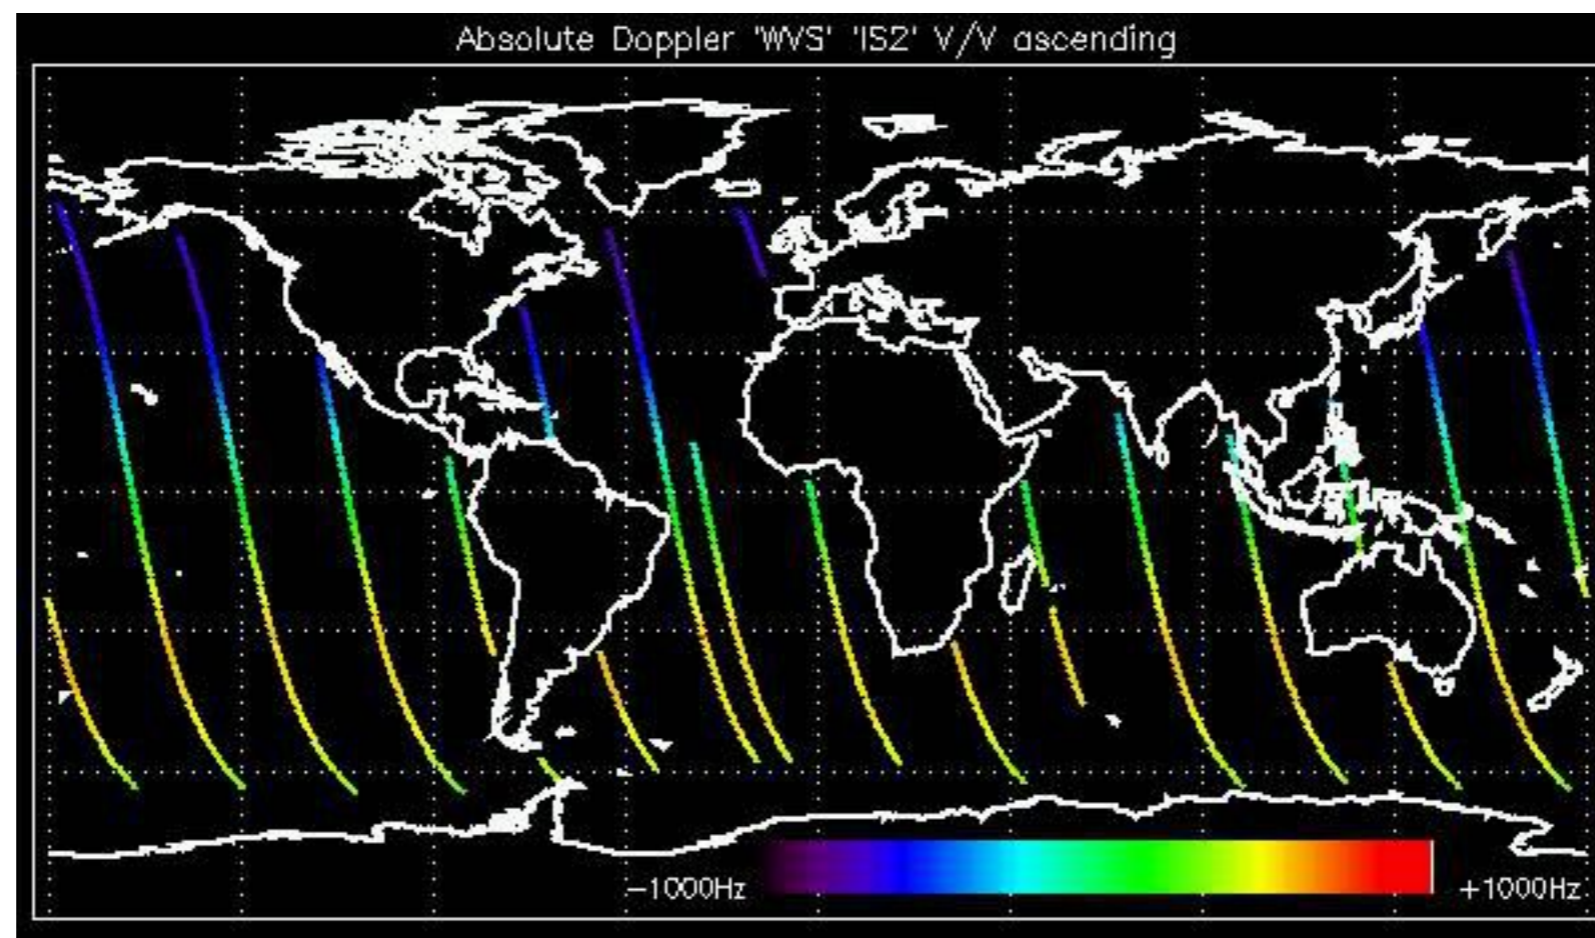 Absolute Doppler 'WVS' 'IS2' V/V ascending
−1000Hz +1000Hz